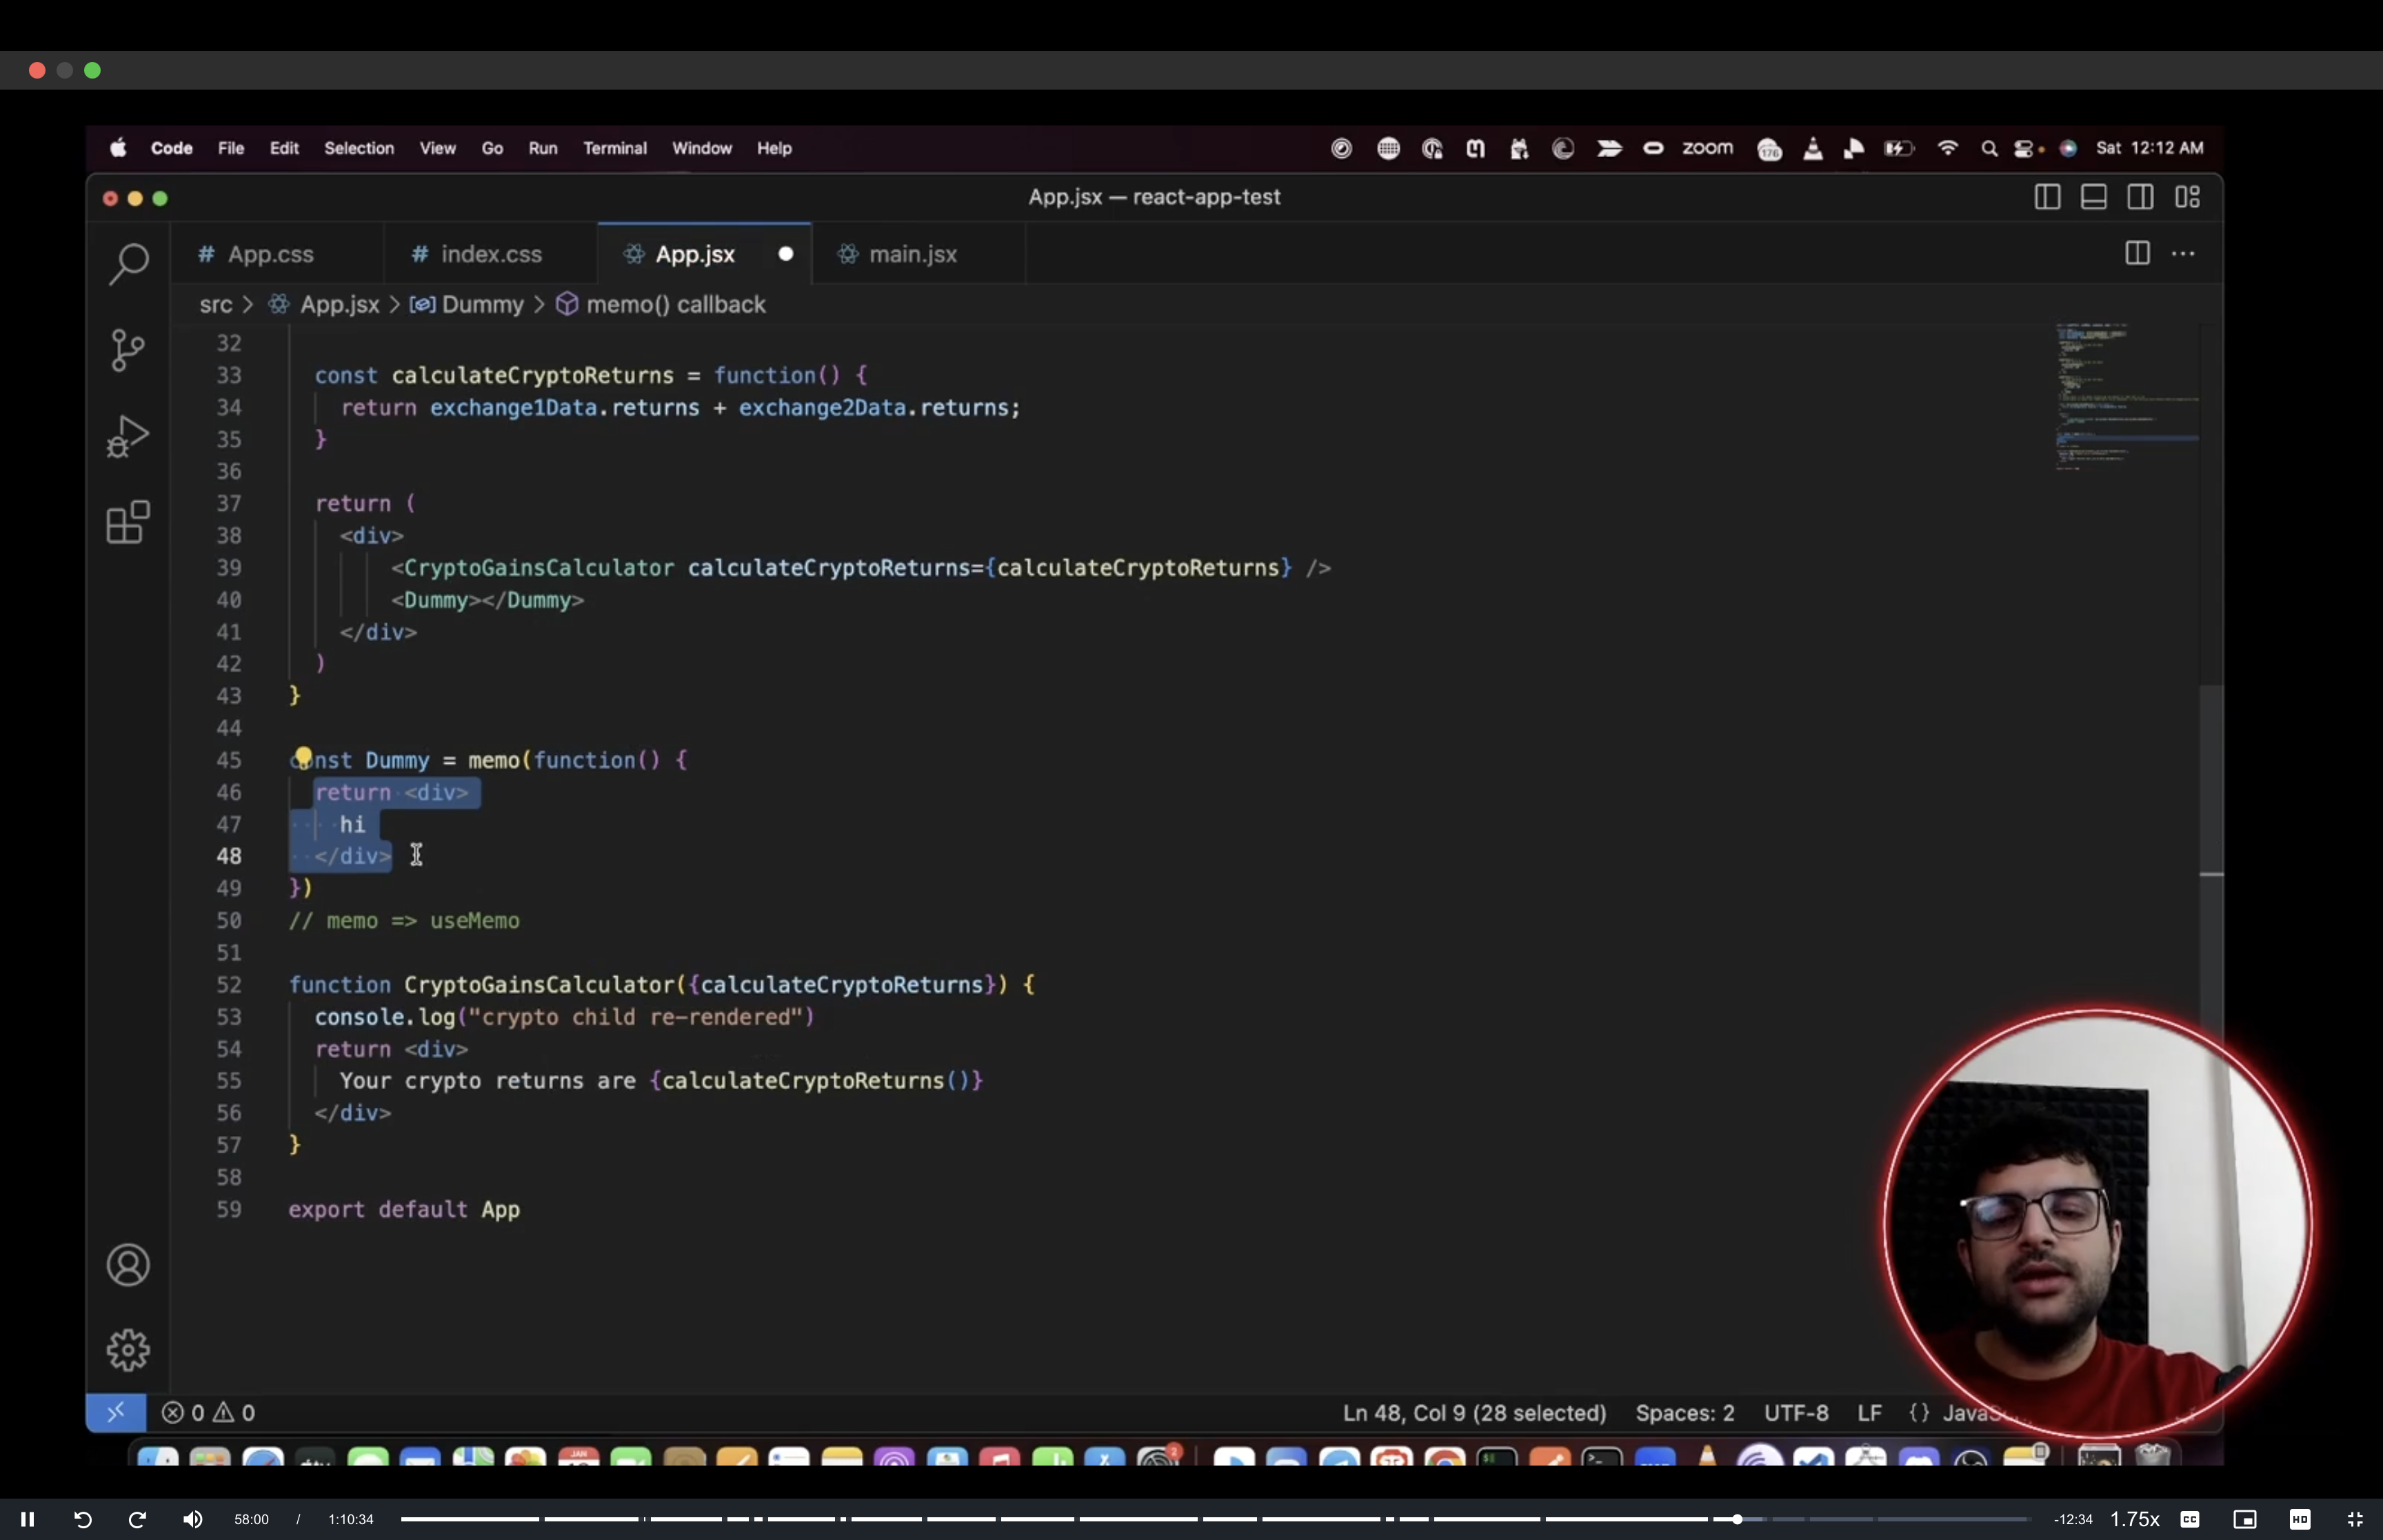 Code File Edit Selection View Go Run Terminal Window Help zoom 176 Sat 12:12 AM
App.jsx — react-app-test
# App.css # index.css App.jsx main.jsx
src > App.jsx > Dummy > memo() callback
32
33 const calculateCryptoReturns = function() {
34 return exchange1Data.returns + exchange2Data.returns;
35 }
36
37 return (
38 <div>
39 <CryptoGainsCalculator calculateCryptoReturns={calculateCryptoReturns} />
40 <Dummy></Dummy>
41 </div>
42 )
43 }
44
45 const Dummy = memo(function() {
46 return <div>
47 hi
48 </div>
49 })
50 // memo => useMemo
51
52 function CryptoGainsCalculator({calculateCryptoReturns}) {
53 console.log("crypto child re-rendered")
54 return <div>
55 Your crypto returns are {calculateCryptoReturns()}
56 </div>
57 }
58
59 export default App
0 0 Ln 48, Col 9 (28 selected) Spaces: 2 UTF-8 LF {} JavaSc
JAN 2
58:00 / 1:10:34 -12:34 1.75x CC HD